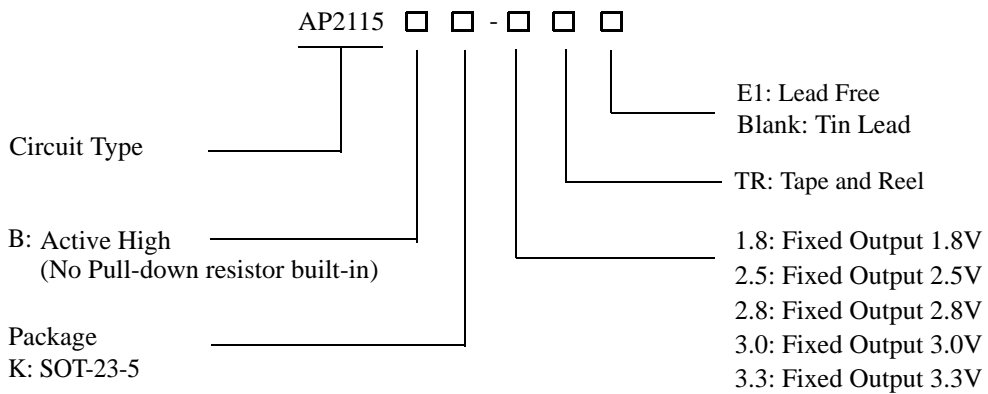 AP2115 □ □ - □ □ □
E1: Lead Free
Blank: Tin Lead
Circuit Type
TR: Tape and Reel
B: Active High
(No Pull-down resistor built-in)
1.8: Fixed Output 1.8V
2.5: Fixed Output 2.5V
2.8: Fixed Output 2.8V
3.0: Fixed Output 3.0V
3.3: Fixed Output 3.3V
Package
K: SOT-23-5